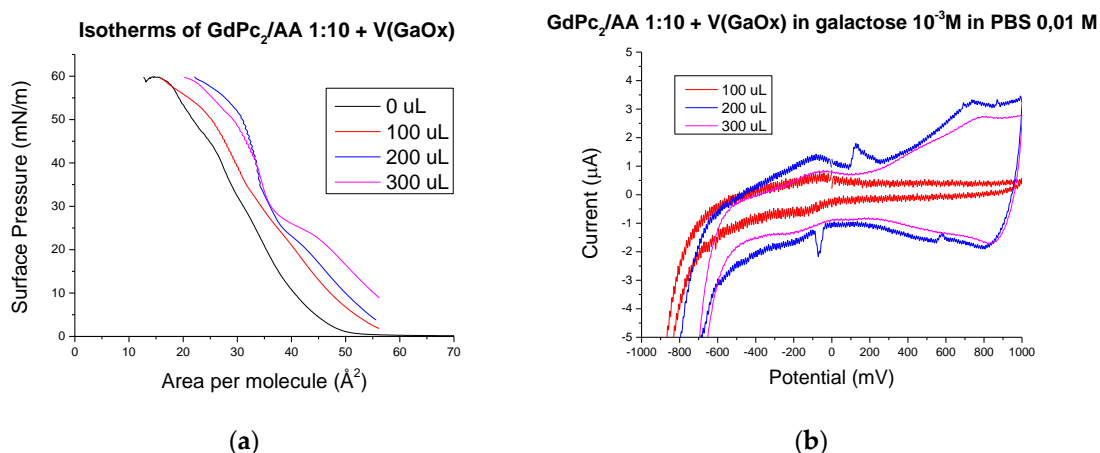 Isotherms of GdPc₂/AA 1:10 + V(GaOx)
60
50
40
30
20
10
0
Surface Pressure (mN/m)
0 uL
100 uL
200 uL
300 uL
0 10 20 30 40 50 60 70
Area per molecule (Å²)
(a)
GdPc₂/AA 1:10 + V(GaOx) in galactose 10⁻³M in PBS 0,01 M
5
4
3
2
1
0
-1
-2
-3
-4
-5
Current (µA)
100 uL
200 uL
300 uL
-1000 -800 -600 -400 -200 0 200 400 600 800 1000
Potential (mV)
(b)